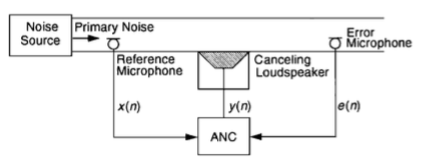 Noise
Source
Primary Noise
Reference
Microphone
Canceling
Loudspeaker
Error
Microphone
x(n)
y(n)
e(n)
ANC